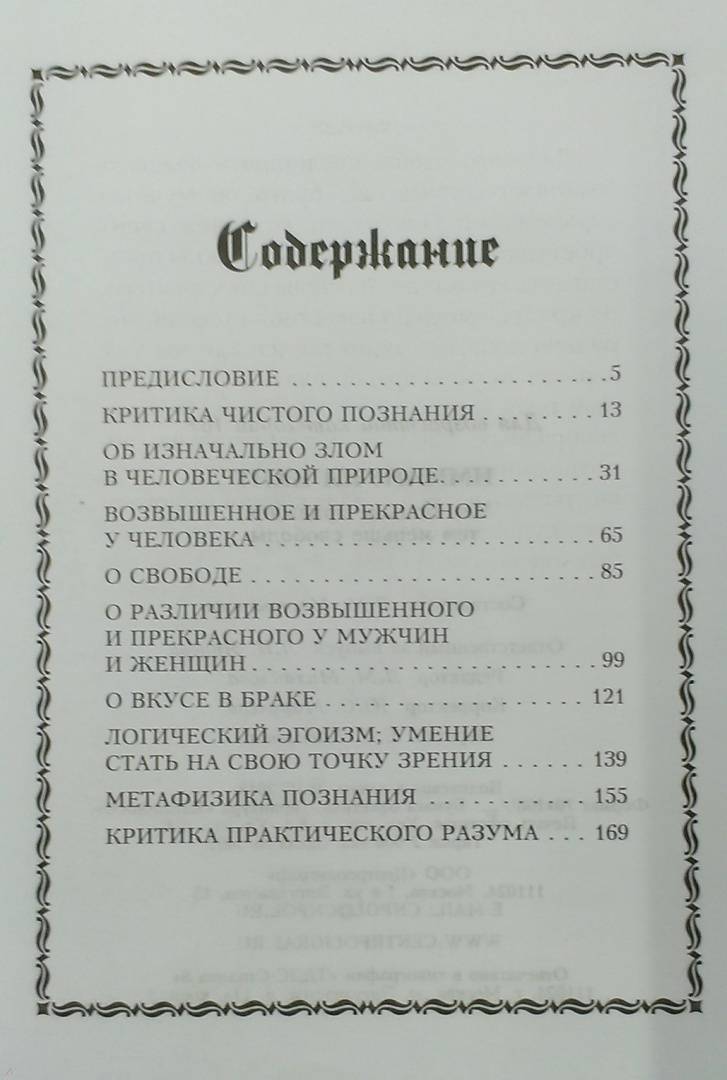 Содержание
ПРЕДИСЛОВИЕ . . . . . . . . . . . . . . . . . . . . . . 5
КРИТИКА ЧИСТОГО ПОЗНАНИЯ . . . . . . . . 13
ОБ ИЗНАЧАЛЬНО ЗЛОМ
В ЧЕЛОВЕЧЕСКОЙ ПРИРОДЕ. . . . . . . . . . . 31
ВОЗВЫШЕННОЕ И ПРЕКРАСНОЕ
У ЧЕЛОВЕКА . . . . . . . . . . . . . . . . . . . . . . . . 65
О СВОБОДЕ . . . . . . . . . . . . . . . . . . . . . . . . 85
О РАЗЛИЧИИ ВОЗВЫШЕННОГО
И ПРЕКРАСНОГО У МУЖЧИН
И ЖЕНЩИН . . . . . . . . . . . . . . . . . . . . . . . . 99
О ВКУСЕ В БРАКЕ . . . . . . . . . . . . . . . . . . 121
ЛОГИЧЕСКИЙ ЭГОИЗМ; УМЕНИЕ
СТАТЬ НА СВОЮ ТОЧКУ ЗРЕНИЯ . . . . . . 139
МЕТАФИЗИКА ПОЗНАНИЯ . . . . . . . . . . . . 155
КРИТИКА ПРАКТИЧЕСКОГО РАЗУМА . . . 169